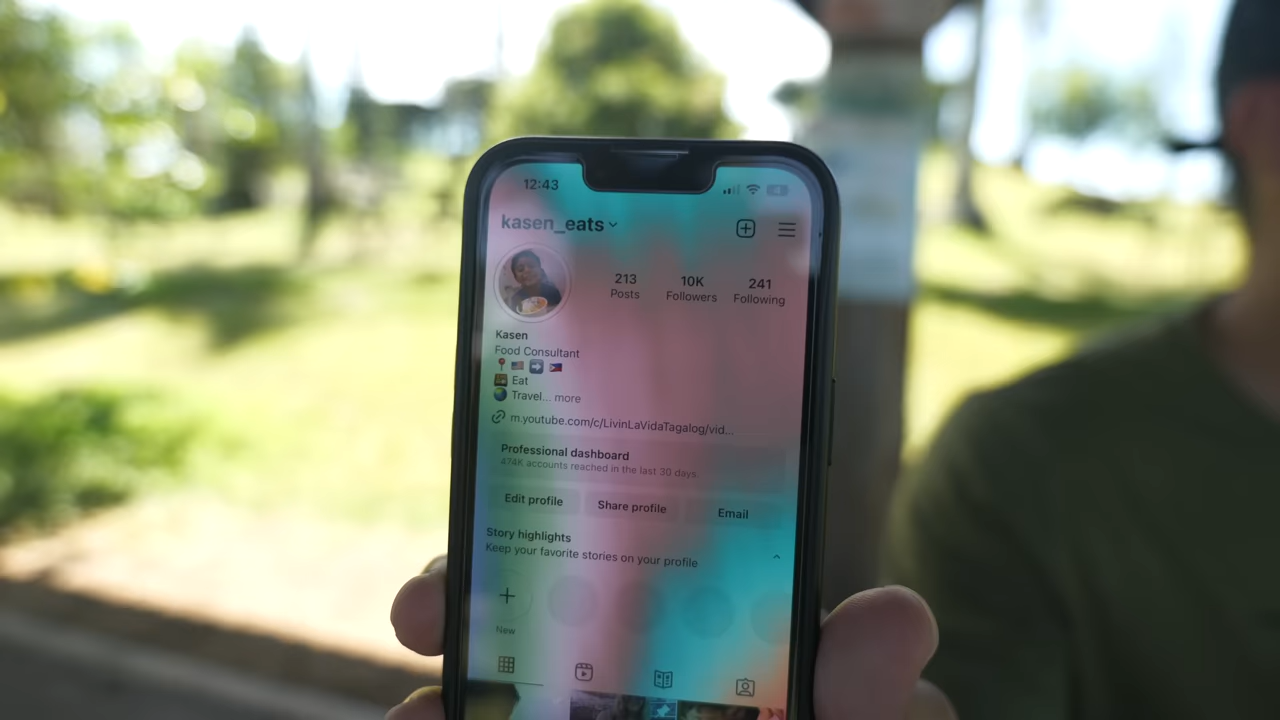 12:43
kasen_eats
213 10K 241
Posts Followers Following
Kasen
Food Consultant
Eat
Travel... more
m.youtube.com/c/LivinLaVidaTagalog/vid...
Professional dashboard
474K accounts reached in the last 30 days
Edit profile Share profile Email
Story highlights
Keep your favorite stories on your profile
New